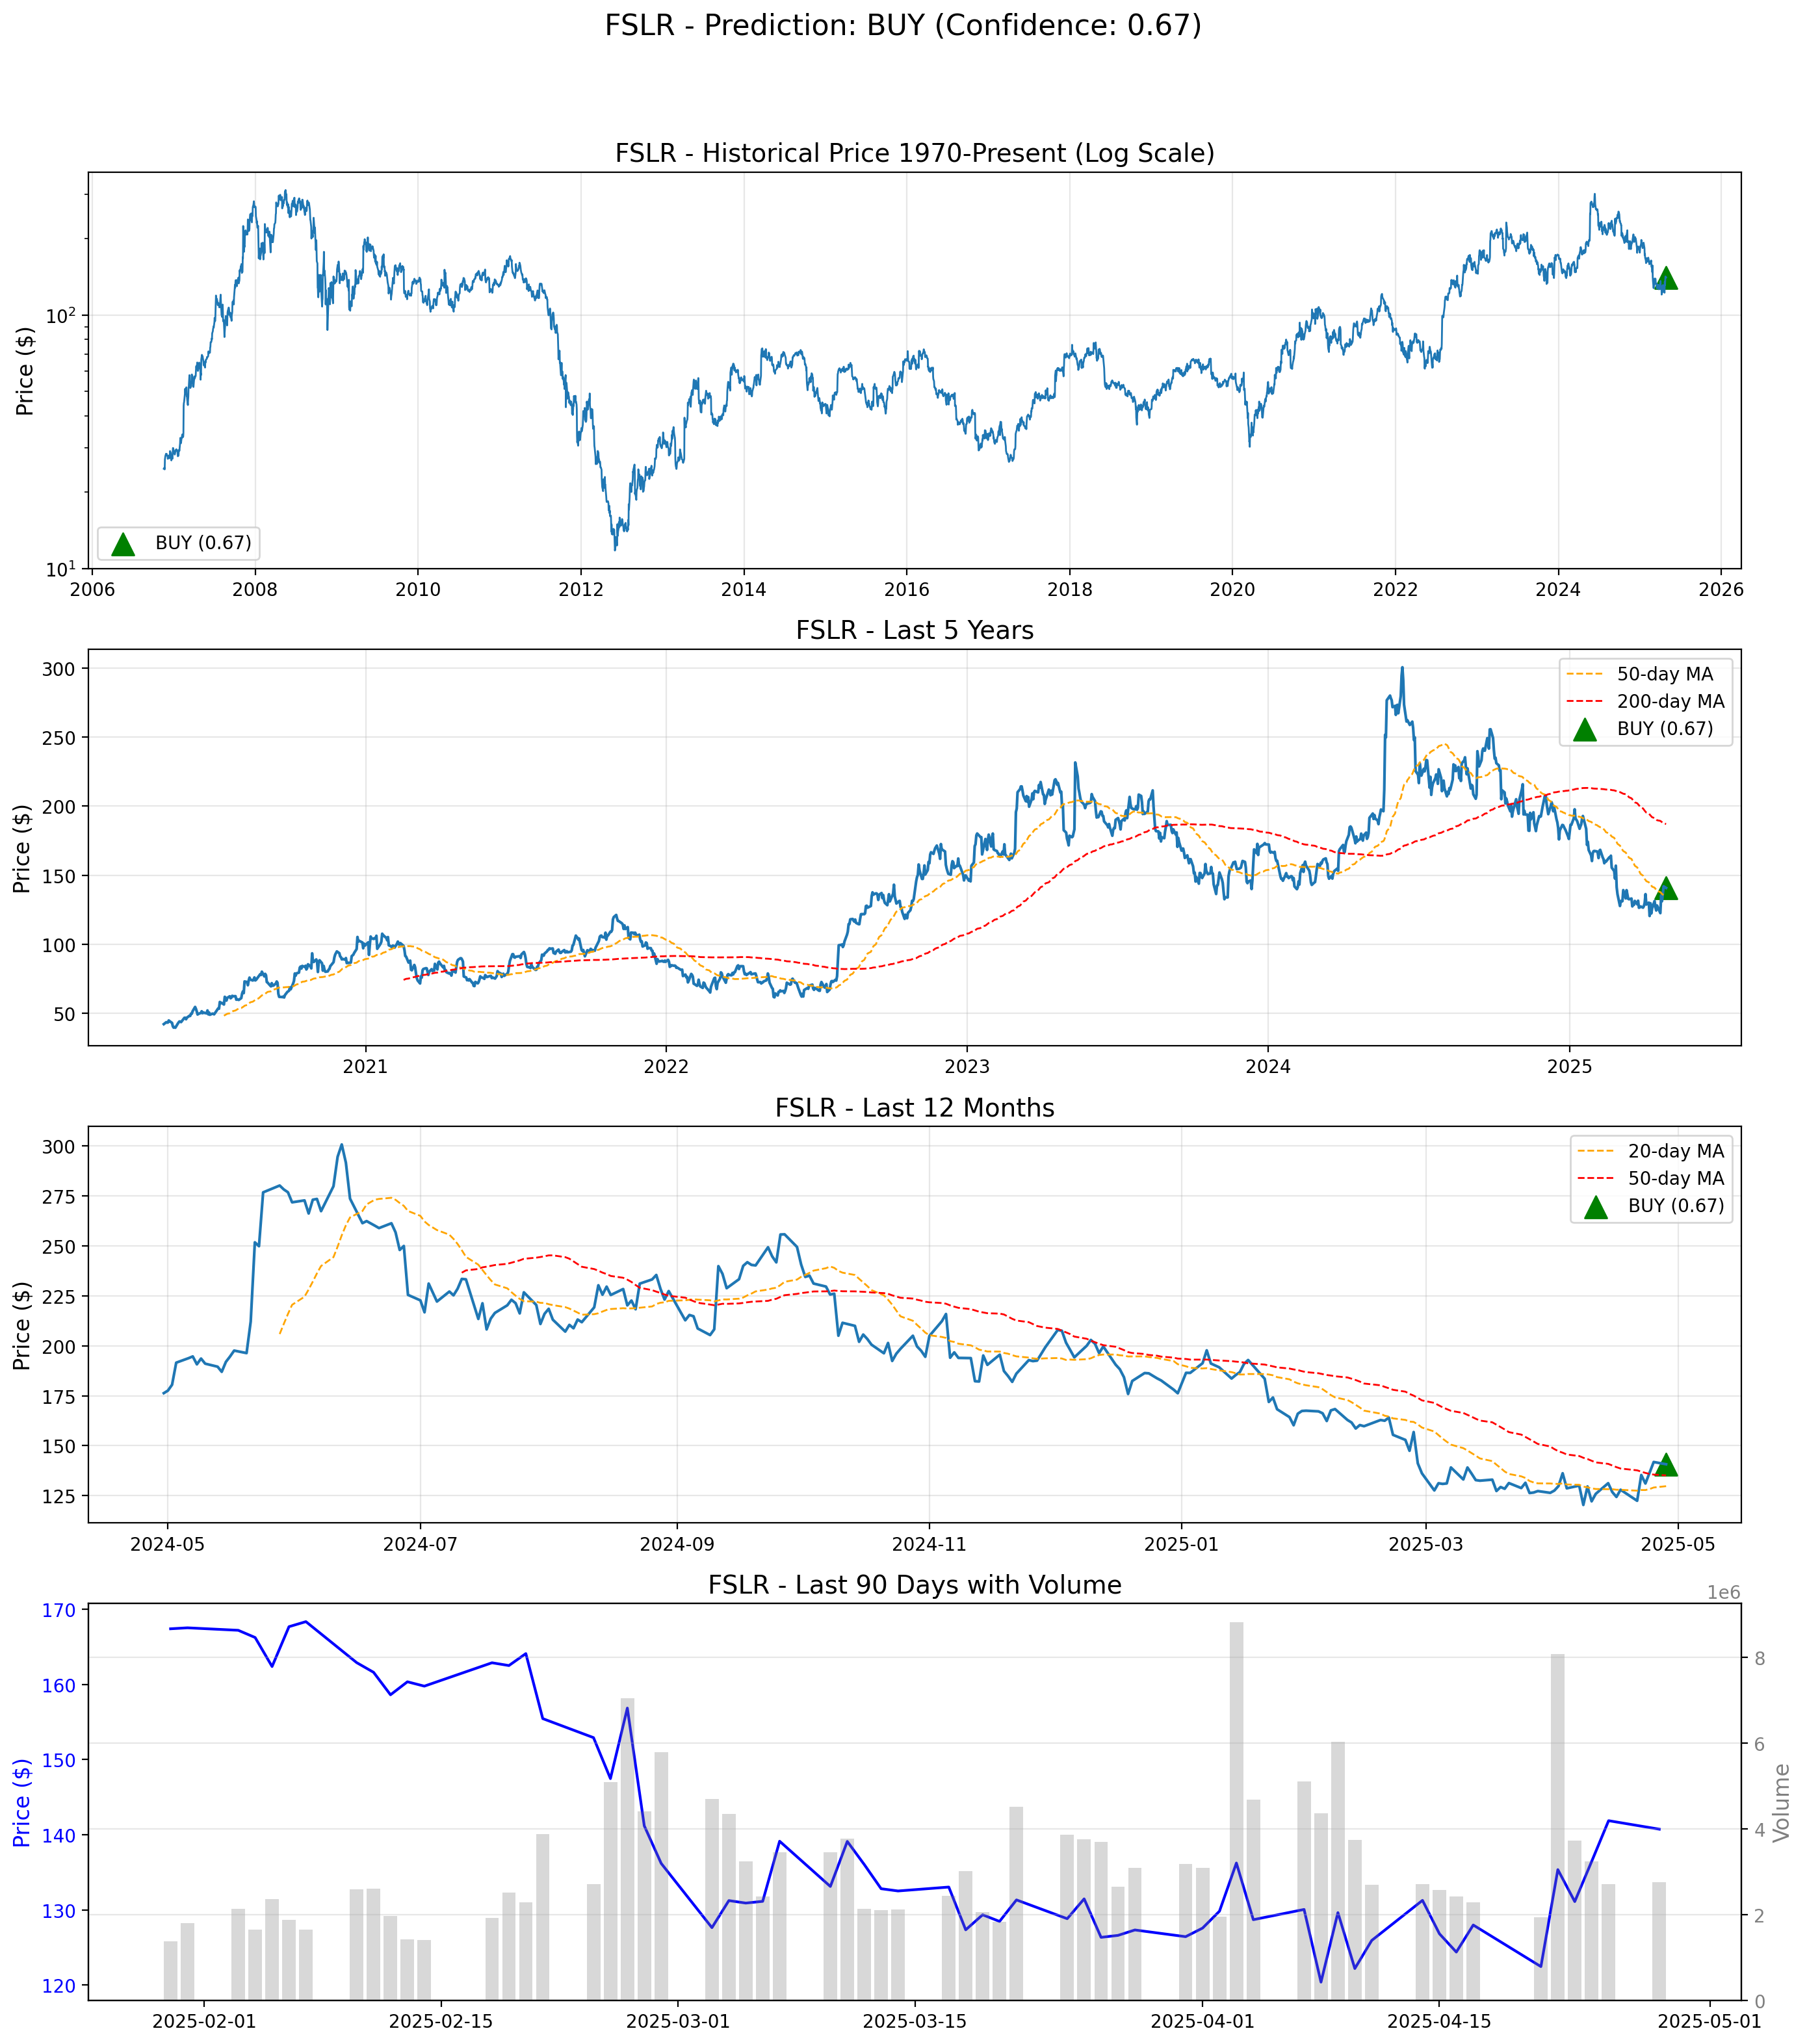 FSLR - Prediction: BUY (Confidence: 0.67)
FSLR - Historical Price 1970-Present (Log Scale)
Price ($)
10²
10¹
BUY (0.67)
2006 2008 2010 2012 2014 2016 2018 2020 2022 2024 2026
FSLR - Last 5 Years
Price ($)
300
250
200
150
100
50
50-day MA
200-day MA
BUY (0.67)
2021 2022 2023 2024 2025
FSLR - Last 12 Months
Price ($)
300
275
250
225
200
175
150
125
20-day MA
50-day MA
BUY (0.67)
2024-05 2024-07 2024-09 2024-11 2025-01 2025-03 2025-05
FSLR - Last 90 Days with Volume
1e6
Price ($)
170
160
150
140
130
120
8
6
4
2
0
Volume
2025-02-01 2025-02-15 2025-03-01 2025-03-15 2025-04-01 2025-04-15 2025-05-01